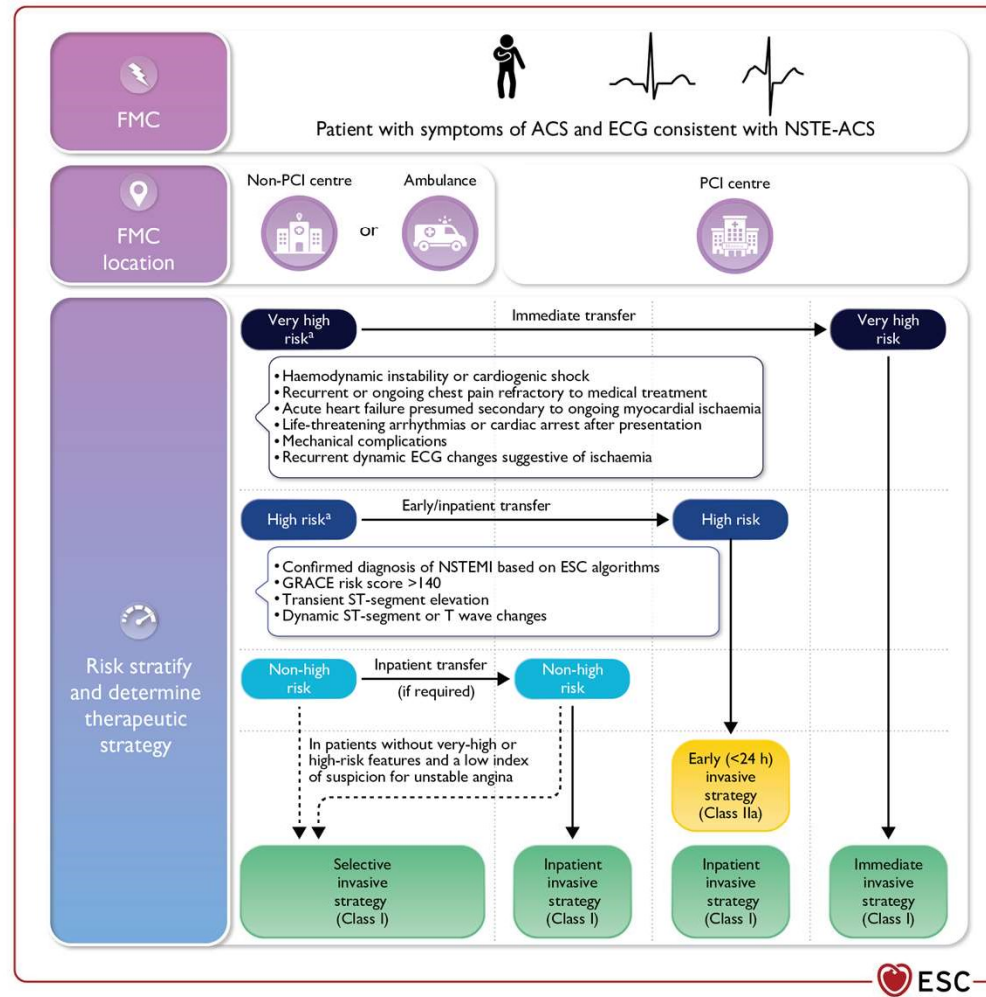 FMC
Patient with symptoms of ACS and ECG consistent with NSTE-ACS
FMC
location
Non-PCI centre
or
Ambulance
PCI centre
Risk stratify
and determine
therapeutic
strategy
Very high
riskᵃ
Immediate transfer
Very high
risk
• Haemodynamic instability or cardiogenic shock
• Recurrent or ongoing chest pain refractory to medical treatment
• Acute heart failure presumed secondary to ongoing myocardial ischaemia
• Life-threatening arrhythmias or cardiac arrest after presentation
• Mechanical complications
• Recurrent dynamic ECG changes suggestive of ischaemia
High riskᵃ
Early/inpatient transfer
High risk
• Confirmed diagnosis of NSTEMI based on ESC algorithms
• GRACE risk score >140
• Transient ST-segment elevation
• Dynamic ST-segment or T wave changes
Non-high
risk
Inpatient transfer
(if required)
Non-high
risk
In patients without very-high or
high-risk features and a low index
of suspicion for unstable angina
Early (<24 h)
invasive
strategy
(Class IIa)
Selective
invasive
strategy
(Class I)
Inpatient
invasive
strategy
(Class I)
Inpatient
invasive
strategy
(Class I)
Immediate
invasive
strategy
(Class I)
ESC